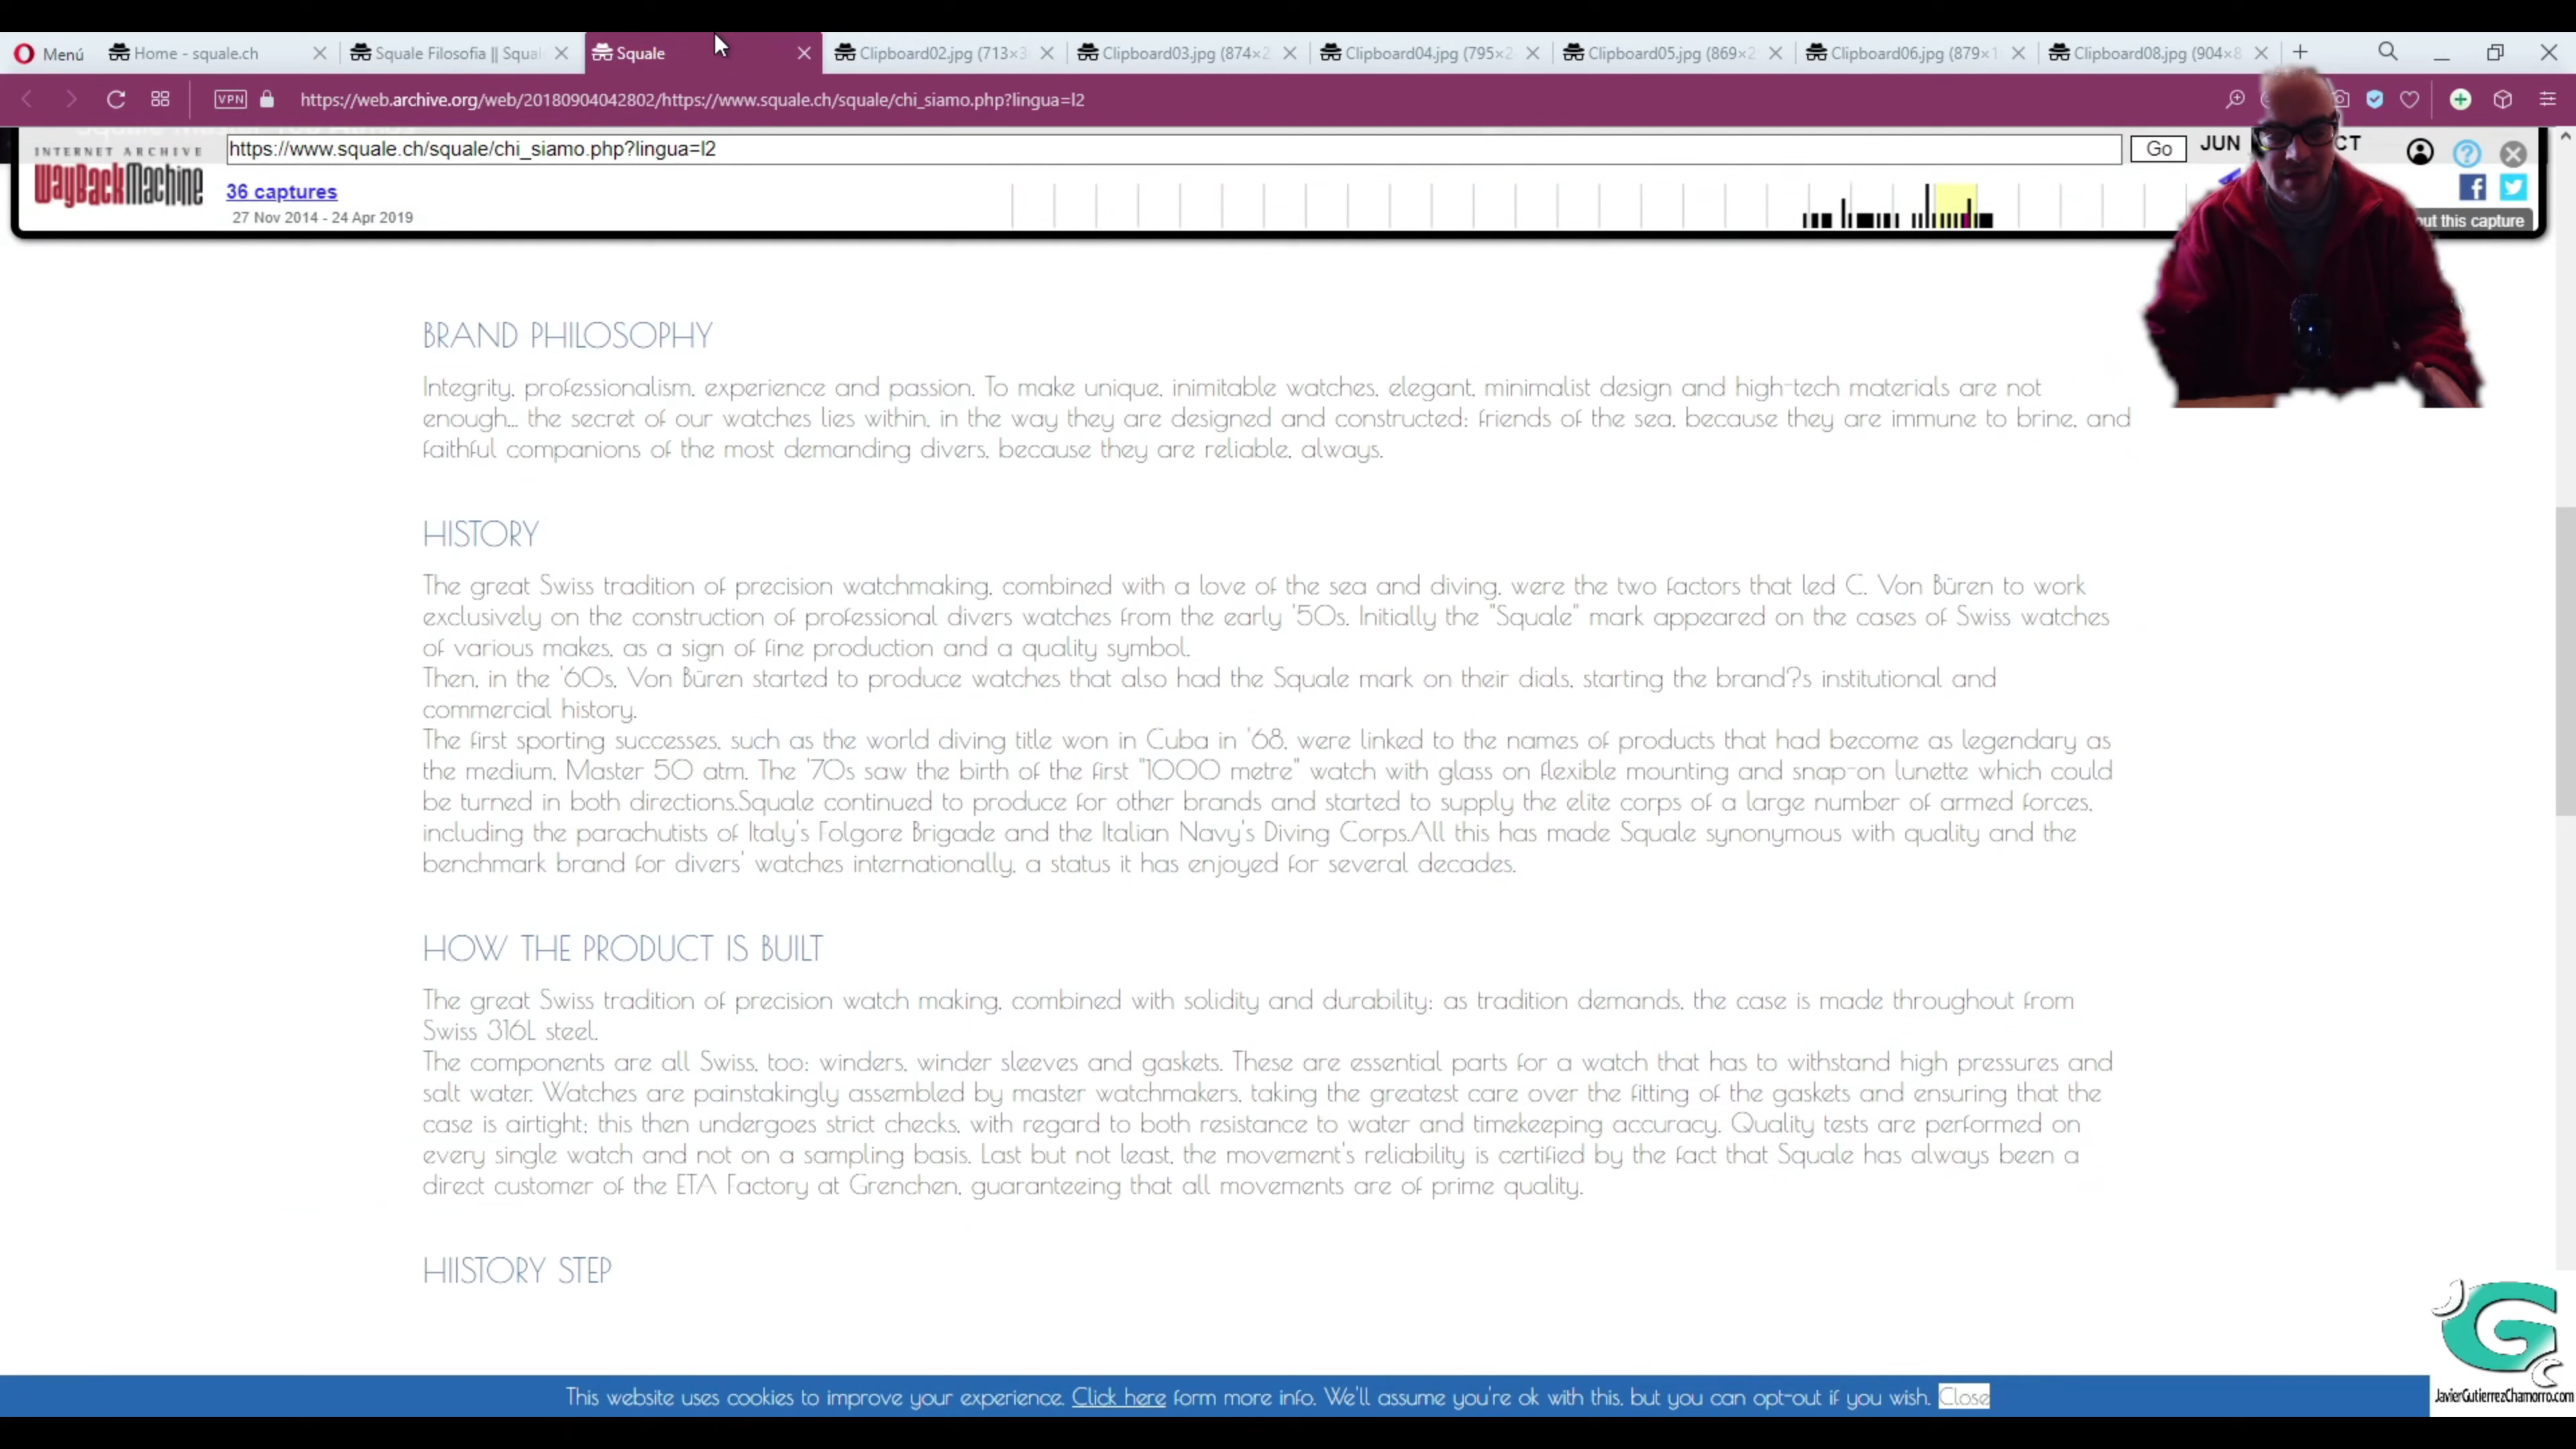 Menú
Home - squale.ch
Squale Filosofia || Squal
Squale
Clipboard02.jpg (713×3
Clipboard03.jpg (874×2
Clipboard04.jpg (795×2
Clipboard05.jpg (869×2
Clipboard06.jpg (879×1
Clipboard08.jpg (904×8
VPN
https://web.archive.org/web/20180904042802/https://www.squale.ch/squale/chi_siamo.php?lingua=l2
INTERNET ARCHIVE
WayBackMachine
https://www.squale.ch/squale/chi_siamo.php?lingua=l2
Go
JUN
CT
36 captures
27 Nov 2014 - 24 Apr 2019
out this capture
BRAND PHILOSOPHY
Integrity, professionalism, experience and passion. To make unique, inimitable watches, elegant, minimalist design and high-tech materials are not
enough... the secret of our watches lies within, in the way they are designed and constructed: friends of the sea, because they are immune to brine, and
faithful companions of the most demanding divers, because they are reliable, always.
HISTORY
The great Swiss tradition of precision watchmaking, combined with a love of the sea and diving, were the two factors that led C. Von Büren to work
exclusively on the construction of professional divers watches from the early '50s. Initially the "Squale" mark appeared on the cases of Swiss watches
of various makes, as a sign of fine production and a quality symbol.
Then, in the '60s, Von Büren started to produce watches that also had the Squale mark on their dials, starting the brand?s institutional and
commercial history.
The first sporting successes, such as the world diving title won in Cuba in '68, were linked to the names of products that had become as legendary as
the medium, Master 50 atm. The '70s saw the birth of the first "1000 metre" watch with glass on flexible mounting and snap-on lunette which could
be turned in both directions.Squale continued to produce for other brands and started to supply the elite corps of a large number of armed forces,
including the parachutists of Italy's Folgore Brigade and the Italian Navy's Diving Corps.All this has made Squale synonymous with quality and the
benchmark brand for divers' watches internationally, a status it has enjoyed for several decades.
HOW THE PRODUCT IS BUILT
The great Swiss tradition of precision watch making, combined with solidity and durability: as tradition demands, the case is made throughout from
Swiss 316L steel.
The components are all Swiss, too: winders, winder sleeves and gaskets. These are essential parts for a watch that has to withstand high pressures and
salt water. Watches are painstakingly assembled by master watchmakers, taking the greatest care over the fitting of the gaskets and ensuring that the
case is airtight; this then undergoes strict checks, with regard to both resistance to water and timekeeping accuracy. Quality tests are performed on
every single watch and not on a sampling basis. Last but not least, the movement's reliability is certified by the fact that Squale has always been a
direct customer of the ETA Factory at Grenchen, guaranteeing that all movements are of prime quality.
HIISTORY STEP
This website uses cookies to improve your experience. Click here form more info. We'll assume you're ok with this, but you can opt-out if you wish. Close
JavierGutierrezChamorro.com